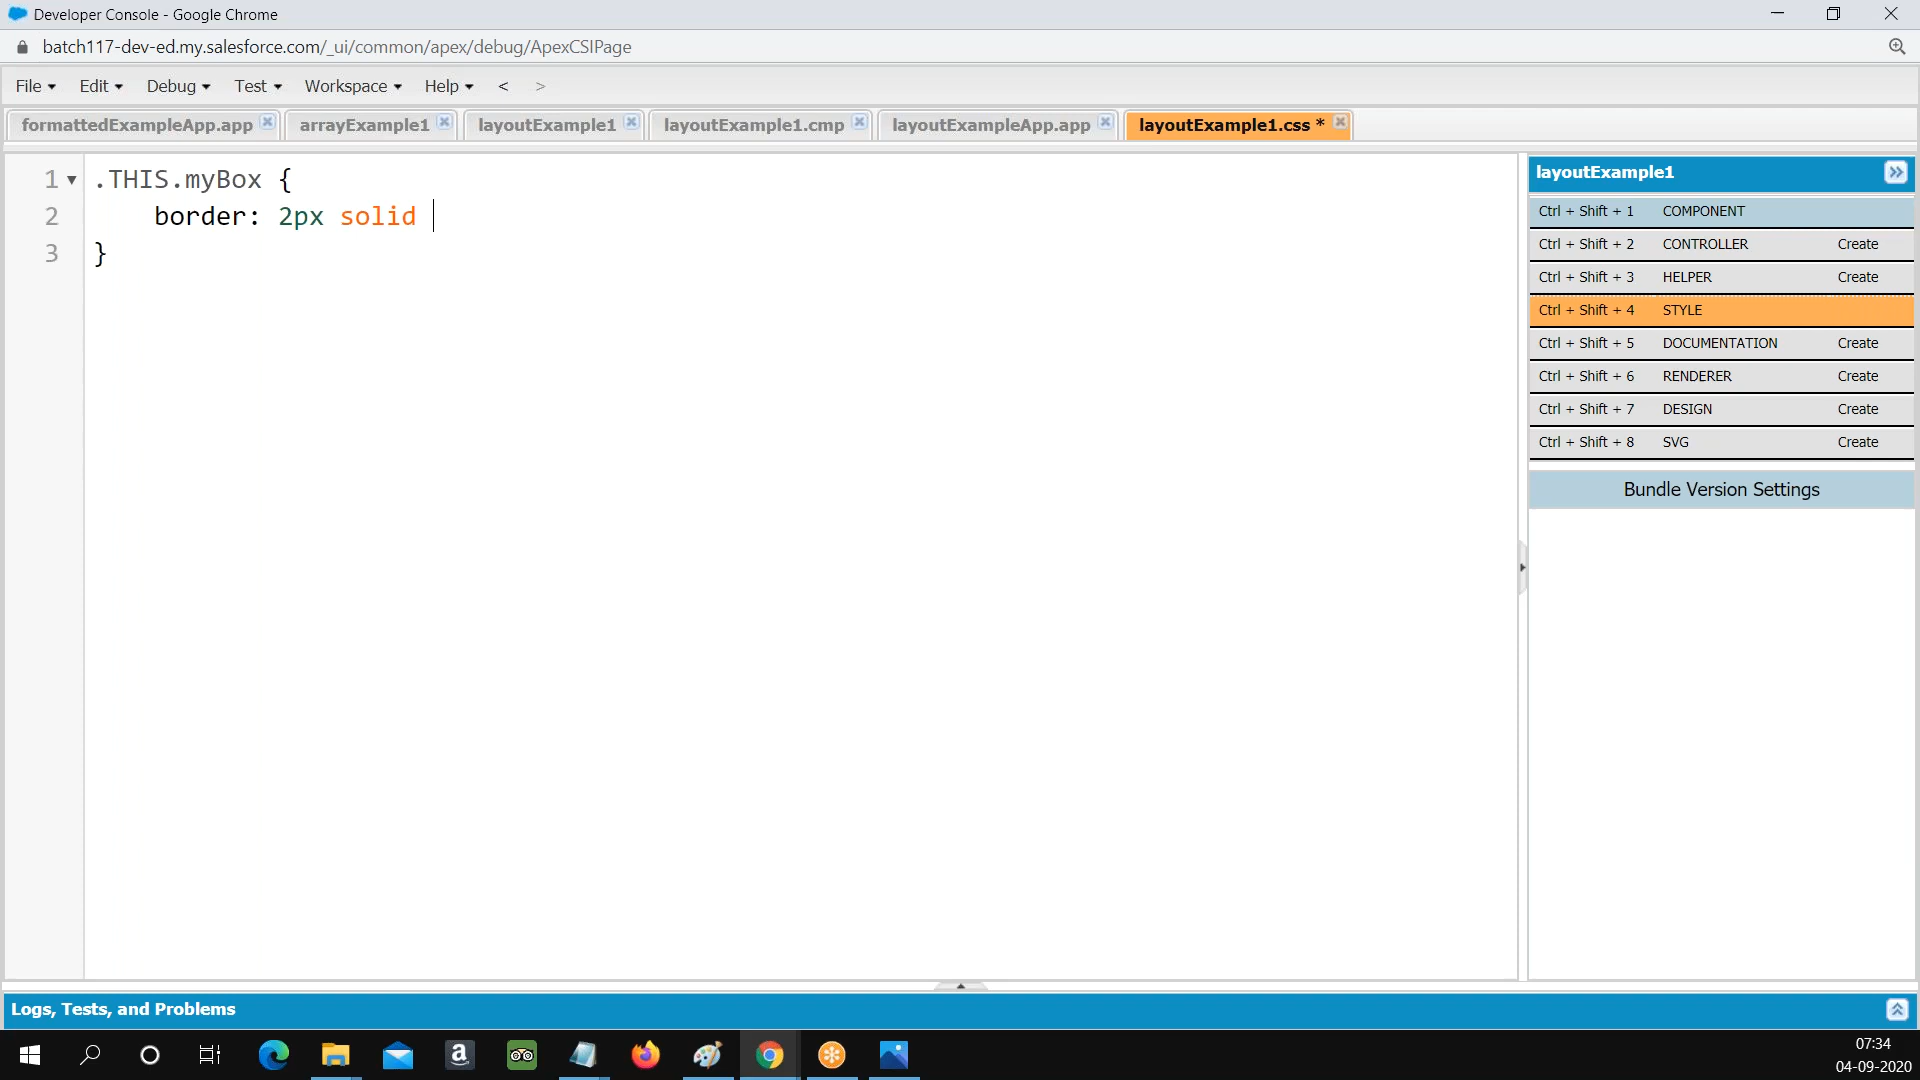 Developer Console - Google Chrome
batch117-dev-ed.my.salesforce.com/_ui/common/apex/debug/ApexCSIPage
File Edit Debug Test Workspace Help < >
formattedExampleApp.app arrayExample1 layoutExample1 layoutExample1.cmp layoutExampleApp.app layoutExample1.css *
1 .THIS.myBox {
2 border: 2px solid
3 }
layoutExample1
Ctrl + Shift + 1 COMPONENT
Ctrl + Shift + 2 CONTROLLER Create
Ctrl + Shift + 3 HELPER Create
Ctrl + Shift + 4 STYLE
Ctrl + Shift + 5 DOCUMENTATION Create
Ctrl + Shift + 6 RENDERER Create
Ctrl + Shift + 7 DESIGN Create
Ctrl + Shift + 8 SVG Create
Bundle Version Settings
Logs, Tests, and Problems
07:34
04-09-2020